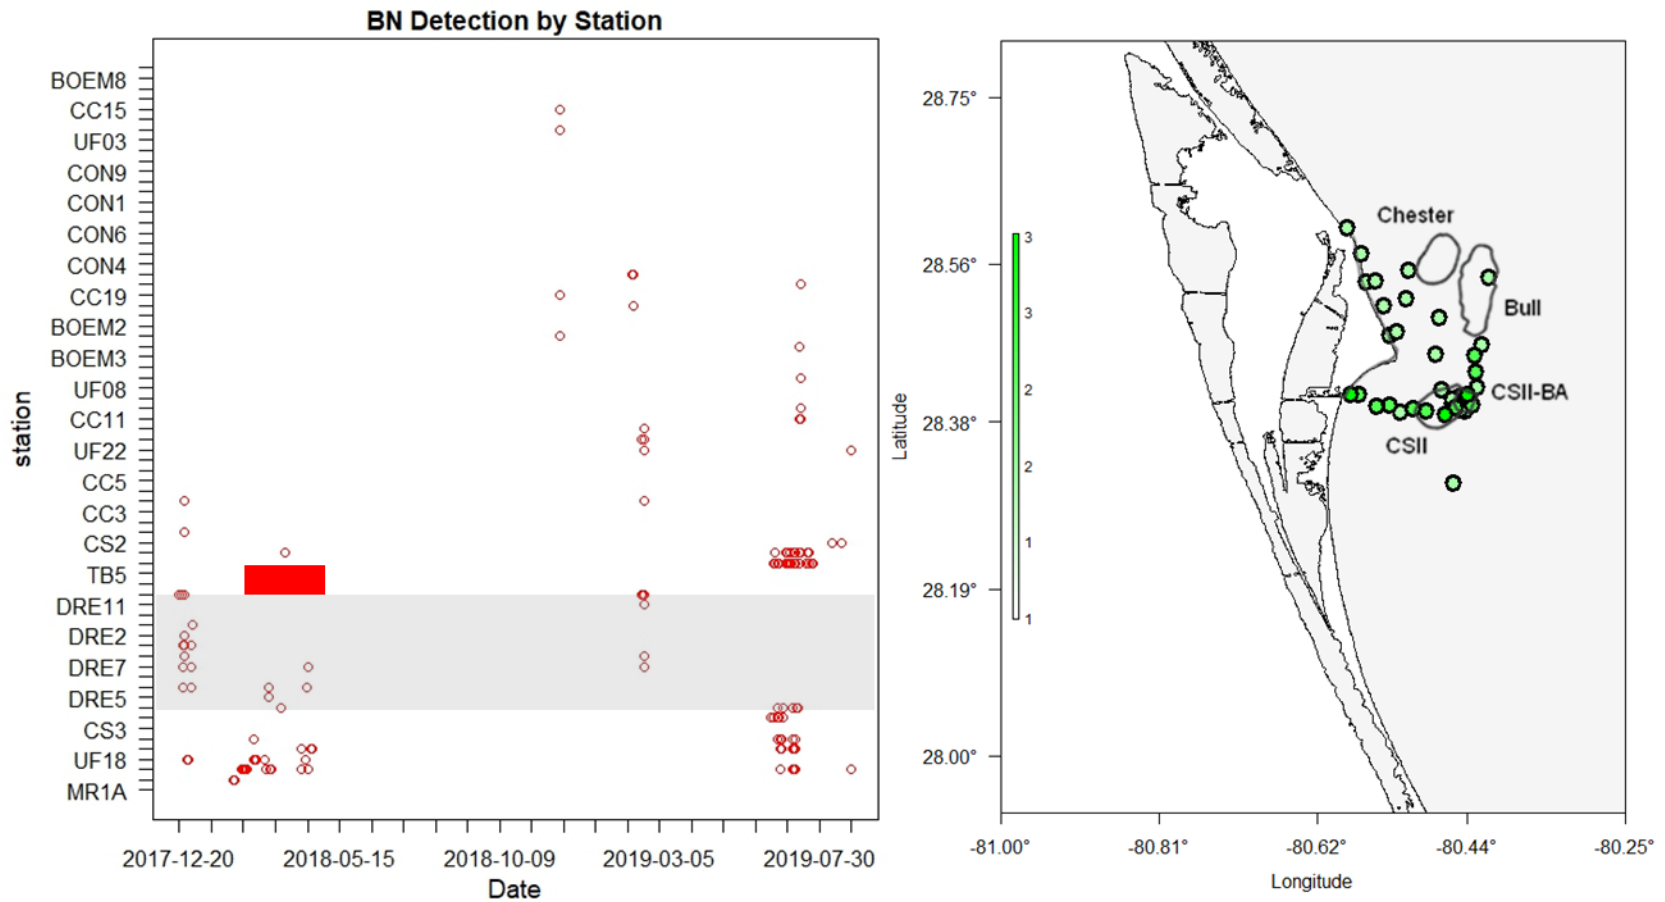 BN Detection by Station
station
BOEM8
CC15
UF03
CON9
CON1
CON6
CON4
CC19
BOEM2
BOEM3
UF08
CC11
UF22
CC5
CC3
CS2
TB5
DRE11
DRE2
DRE7
DRE5
CS3
UF18
MR1A
2017-12-20 2018-05-15 2018-10-09 2019-03-05 2019-07-30
Date
Latitude
28.75°
28.56°
28.38°
28.19°
28.00°
3
3
2
2
1
1
Chester
Bull
CSII-BA
CSII
-81.00° -80.81° -80.62° -80.44° -80.25°
Longitude